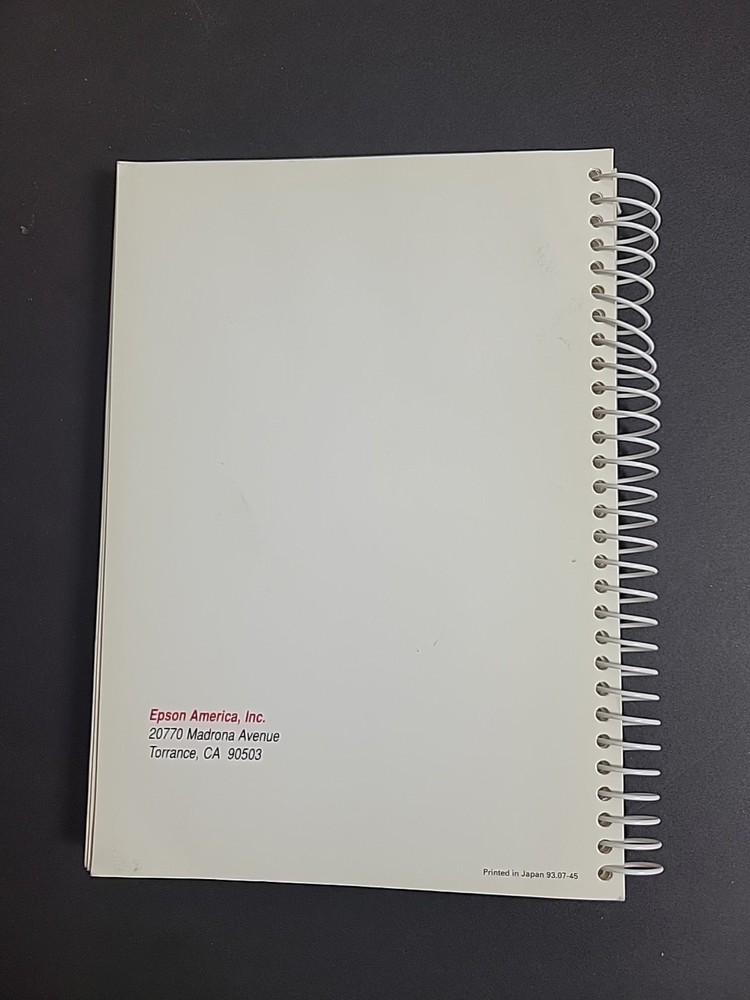 Epson America, Inc.
20770 Madrona Avenue
Torrance, CA 90503
Printed in Japan 93.07-45